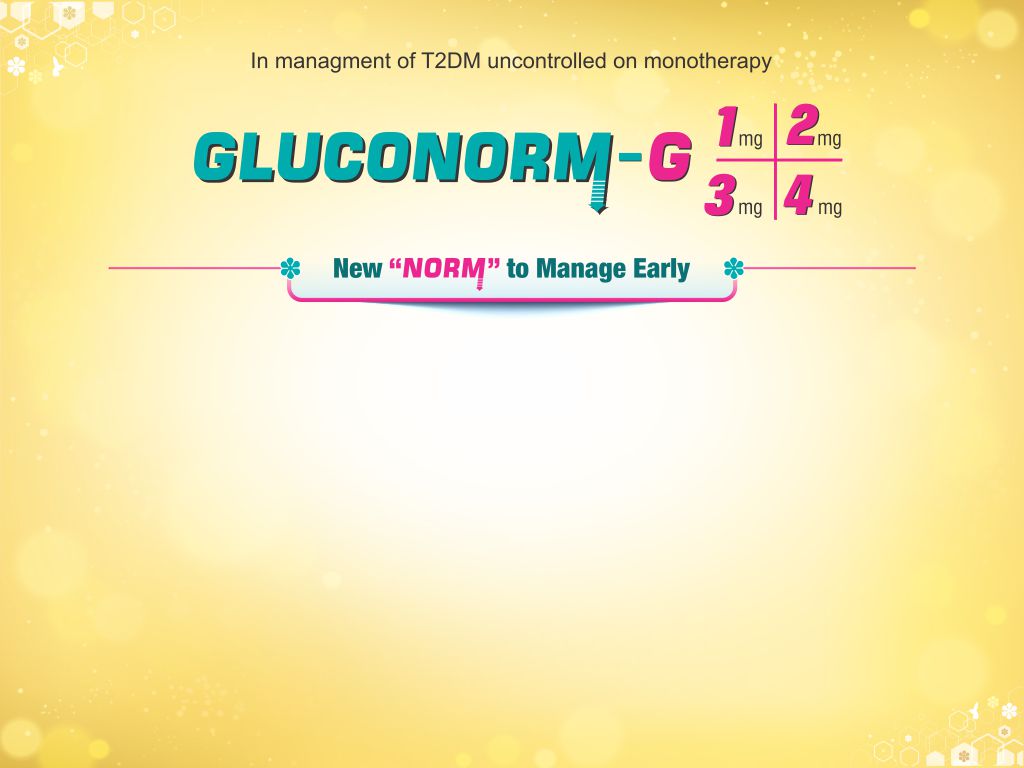 In managment of T2DM uncontrolled on monotherapy
GLUCONORM-G 1mg 2mg
3mg 4mg
New “NORM” to Manage Early